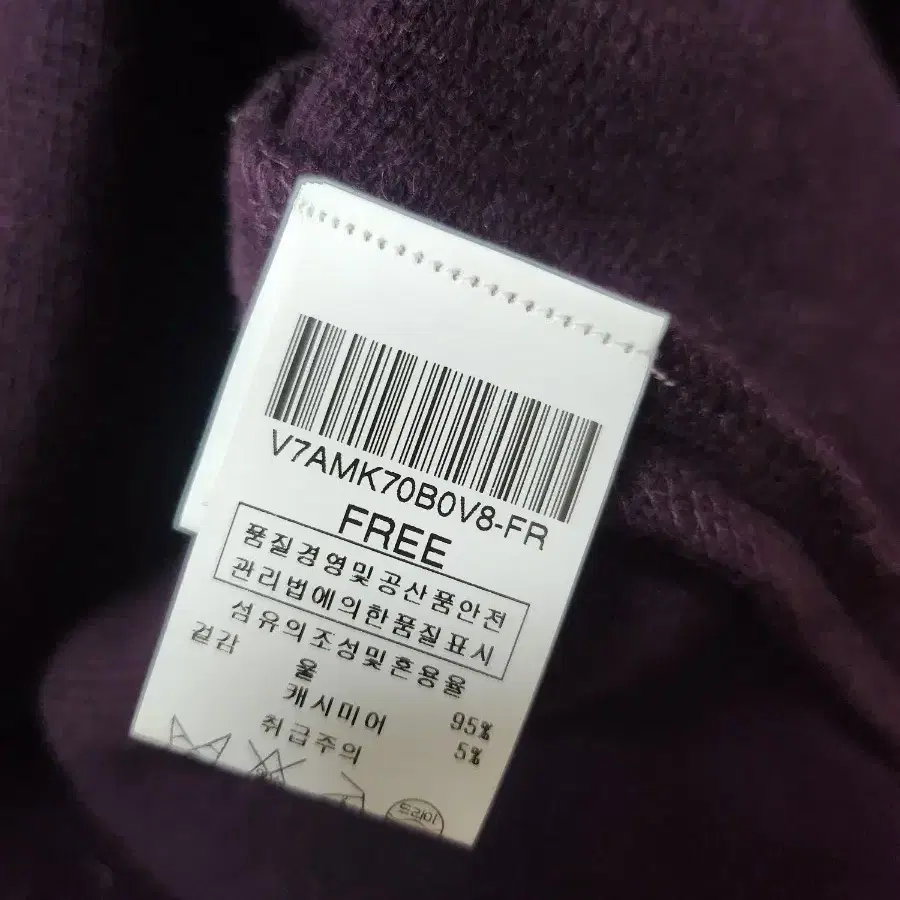 V7AMK70B0V8-FR
FREE
품질경영및공산품안전
관리법에의한품질표시
섬유의조성및혼용율
겉감
울 95%
캐시미어 5%
취급주의
드라이